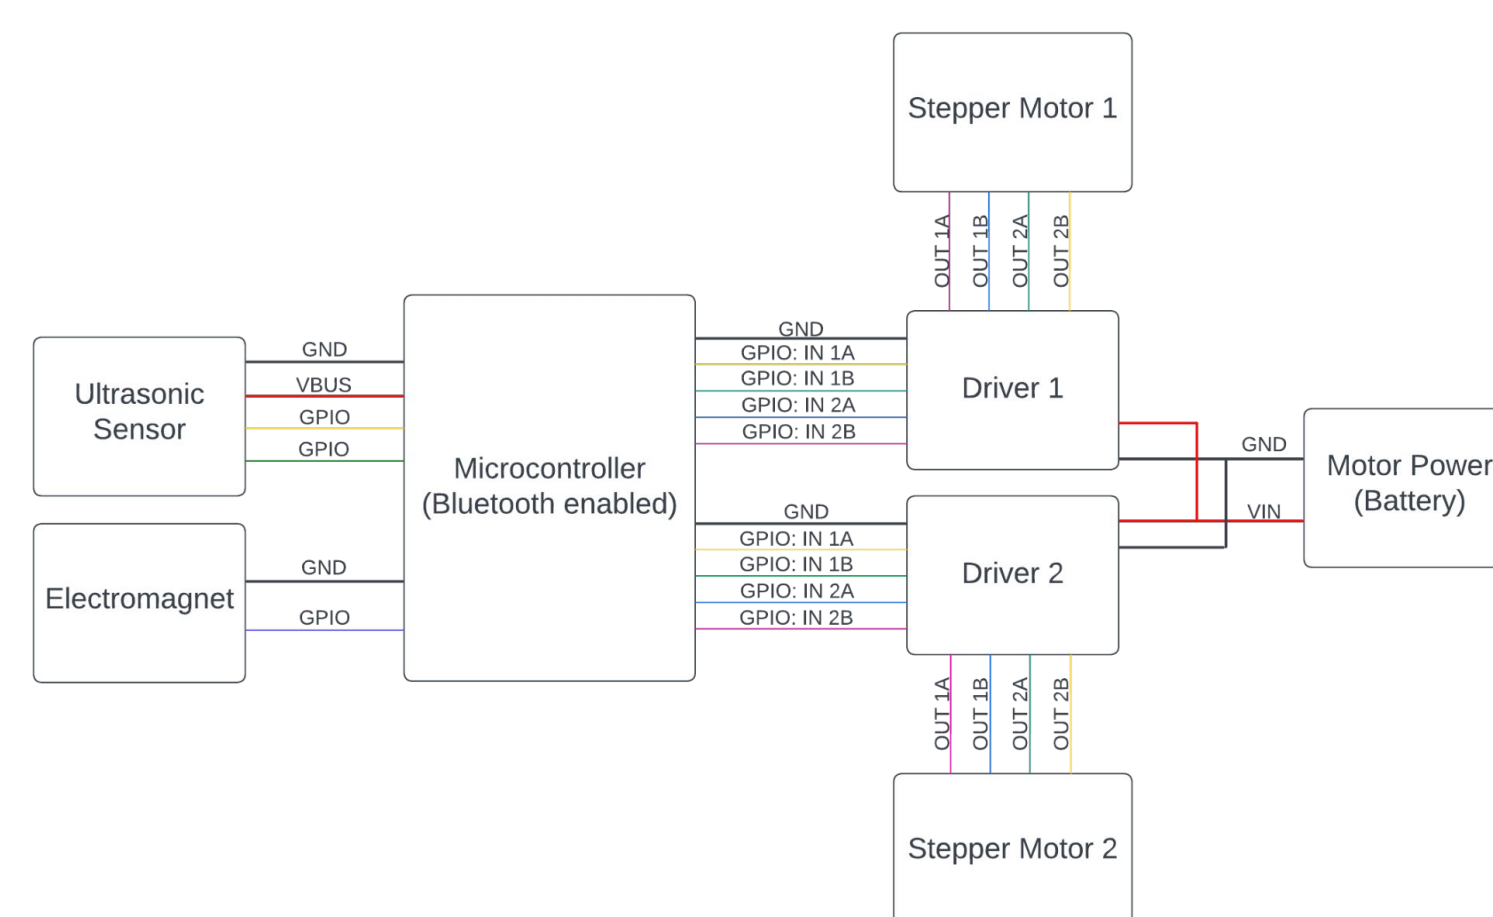 Stepper Motor 1
OUT 1A
OUT 1B
OUT 2A
OUT 2B
GND
GPIO: IN 1A
GPIO: IN 1B
GPIO: IN 2A
GPIO: IN 2B
Driver 1
GND
VBUS
GPIO
GPIO
Ultrasonic
Sensor
Microcontroller
(Bluetooth enabled)
GND
VIN
Motor Power
(Battery)
GND
GPIO: IN 1A
GPIO: IN 1B
GPIO: IN 2A
GPIO: IN 2B
Driver 2
Electromagnet
GND
GPIO
OUT 1A
OUT 1B
OUT 2A
OUT 2B
Stepper Motor 2